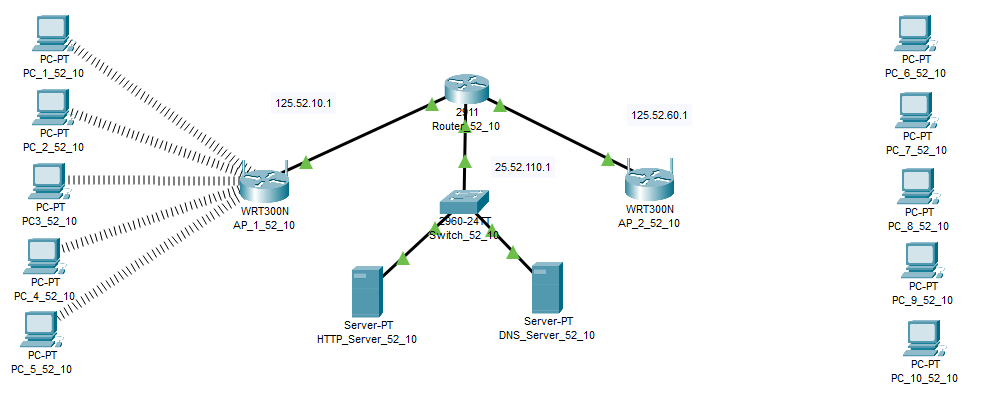 PC-PT
PC_1_52_10
PC-PT
PC_2_52_10
PC-PT
PC3_52_10
PC-PT
PC_4_52_10
PC-PT
PC_5_52_10
125.52.10.1
WRT300N
AP_1_52_10
2911
Router_52_10
25.52.110.1
2960-24TT
Switch_52_10
Server-PT
HTTP_Server_52_10
Server-PT
DNS_Server_52_10
125.52.60.1
WRT300N
AP_2_52_10
PC-PT
PC_6_52_10
PC-PT
PC_7_52_10
PC-PT
PC_8_52_10
PC-PT
PC_9_52_10
PC-PT
PC_10_52_10